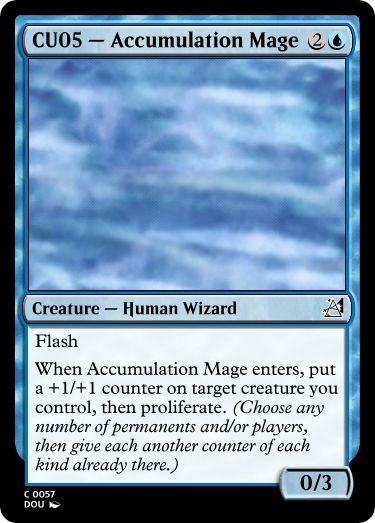 CU05 — Accumulation Mage 2
Creature — Human Wizard
Flash
When Accumulation Mage enters, put
a +1/+1 counter on target creature you
control, then proliferate. (Choose any
number of permanents and/or players,
then give each another counter of each
kind already there.)
0/3
C 0057
DOU